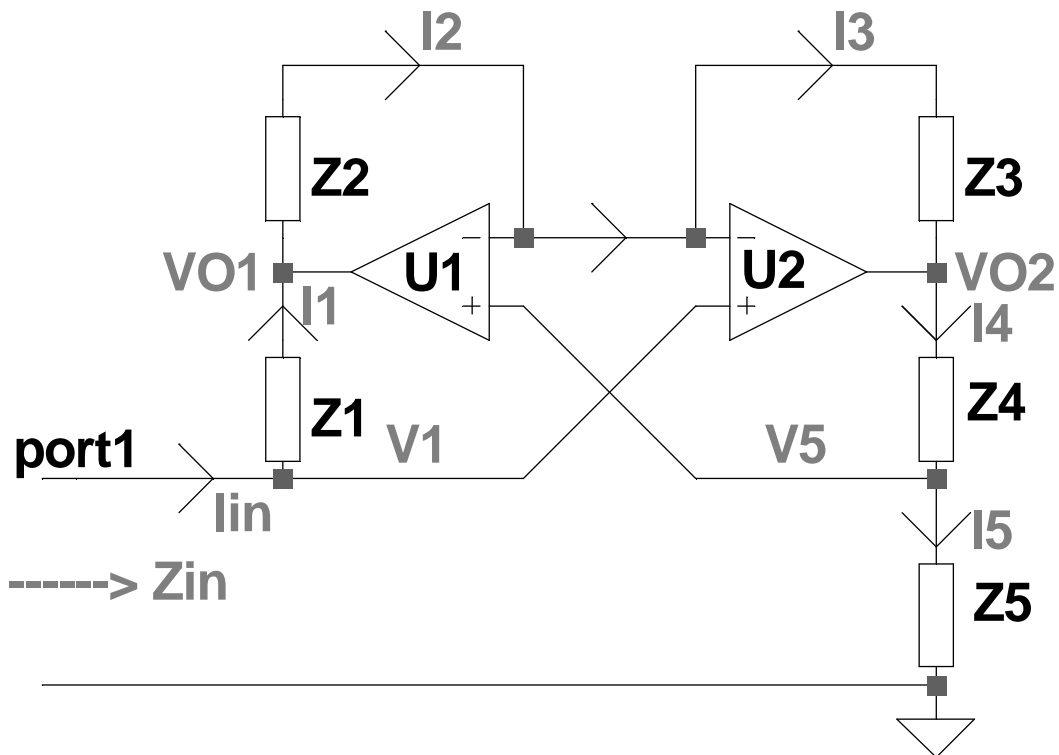 I2
I3
Z2
Z3
VO1
U1
U2
VO2
I1
I4
Z1
Z4
port1
V1
V5
Iin
I5
------> Zin
Z5